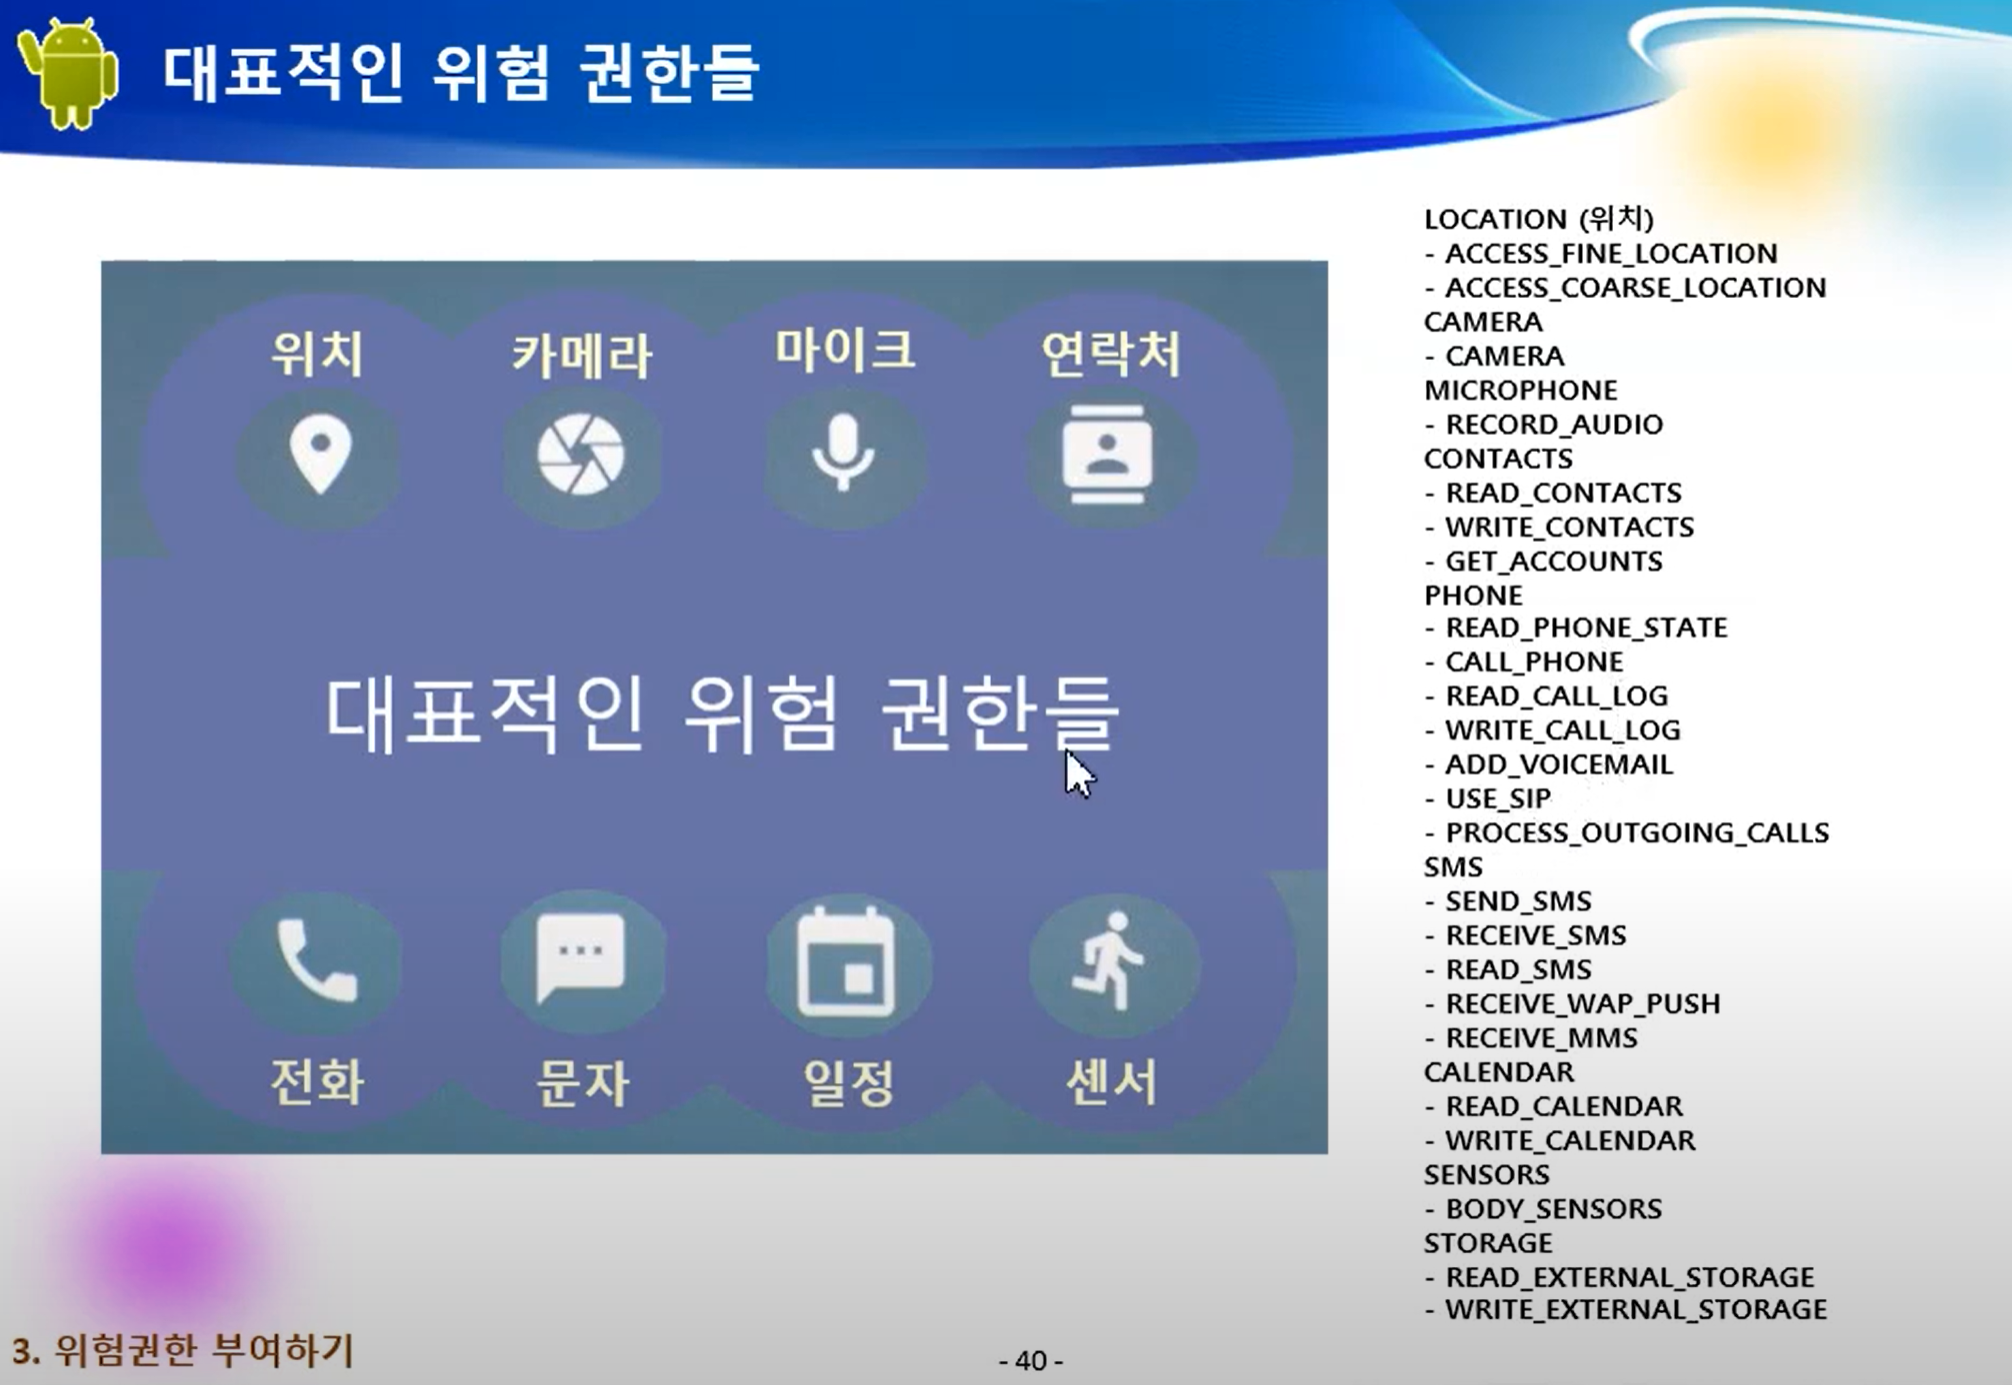 대표적인 위험 권한들
위치 카메라 마이크 연락처
대표적인 위험 권한들
전화 문자 일정 센서
LOCATION (위치)
- ACCESS_FINE_LOCATION
- ACCESS_COARSE_LOCATION
CAMERA
- CAMERA
MICROPHONE
- RECORD_AUDIO
CONTACTS
- READ_CONTACTS
- WRITE_CONTACTS
- GET_ACCOUNTS
PHONE
- READ_PHONE_STATE
- CALL_PHONE
- READ_CALL_LOG
- WRITE_CALL_LOG
- ADD_VOICEMAIL
- USE_SIP
- PROCESS_OUTGOING_CALLS
SMS
- SEND_SMS
- RECEIVE_SMS
- READ_SMS
- RECEIVE_WAP_PUSH
- RECEIVE_MMS
CALENDAR
- READ_CALENDAR
- WRITE_CALENDAR
SENSORS
- BODY_SENSORS
STORAGE
- READ_EXTERNAL_STORAGE
- WRITE_EXTERNAL_STORAGE
3. 위험권한 부여하기
- 40 -